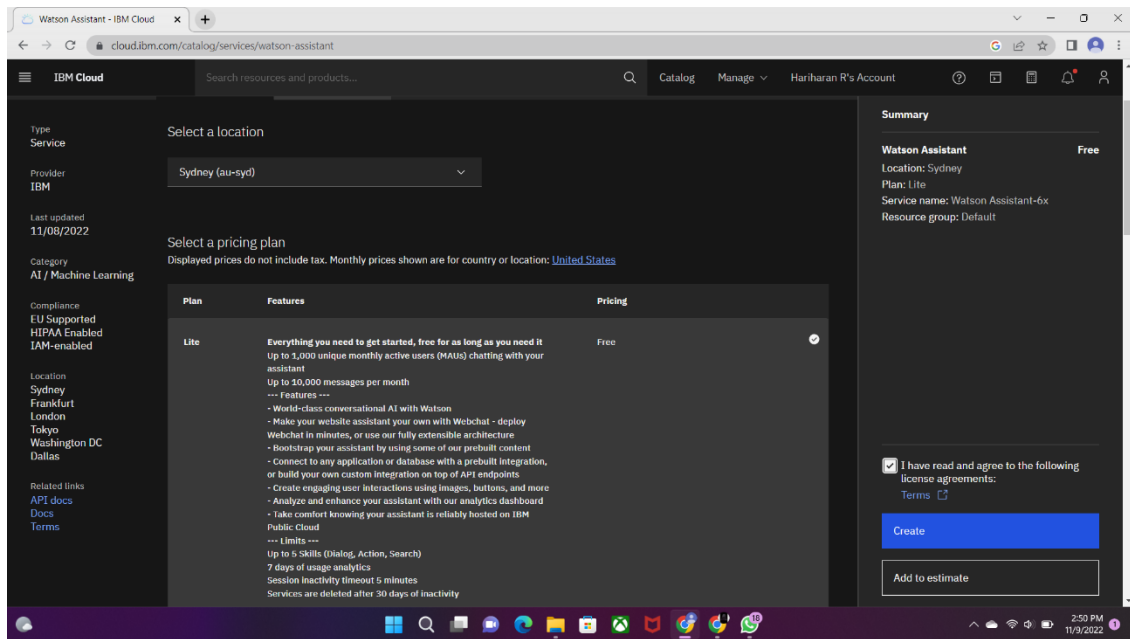 Watson Assistant - IBM Cloud
cloud.ibm.com/catalog/services/watson-assistant
IBM Cloud
Search resources and products...
Catalog
Manage
Hariharan R's Account
Type
Service
Provider
IBM
Last updated
11/08/2022
Category
AI / Machine Learning
Compliance
EU Supported
HIPAA Enabled
IAM-enabled
Location
Sydney
Frankfurt
London
Tokyo
Washington DC
Dallas
Related links
API docs
Docs
Terms
Select a location
Sydney (au-syd)
Select a pricing plan
Displayed prices do not include tax. Monthly prices shown are for country or location: United States
Plan Features Pricing
Lite
Everything you need to get started, free for as long as you need it
Free
Up to 1,000 unique monthly active users (MAUs) chatting with your
assistant
Up to 10,000 messages per month
--- Features ---
- World-class conversational AI with Watson
- Make your website assistant your own with Webchat - deploy
Webchat in minutes, or use our fully extensible architecture
- Bootstrap your assistant by using some of our prebuilt content
- Connect to any application or database with a prebuilt integration,
or build your own custom integration on top of API endpoints
- Create engaging user interactions using images, buttons, and more
- Analyze and enhance your assistant with our analytics dashboard
- Take comfort knowing your assistant is reliably hosted on IBM
Public Cloud
--- Limits ---
Up to 5 Skills (Dialog, Action, Search)
7 days of usage analytics
Session inactivity timeout 5 minutes
Services are deleted after 30 days of inactivity
Summary
Watson Assistant Free
Location: Sydney
Plan: Lite
Service name: Watson Assistant-6x
Resource group: Default
I have read and agree to the following
license agreements:
Terms
Create
Add to estimate
2:50 PM
11/9/2022
1